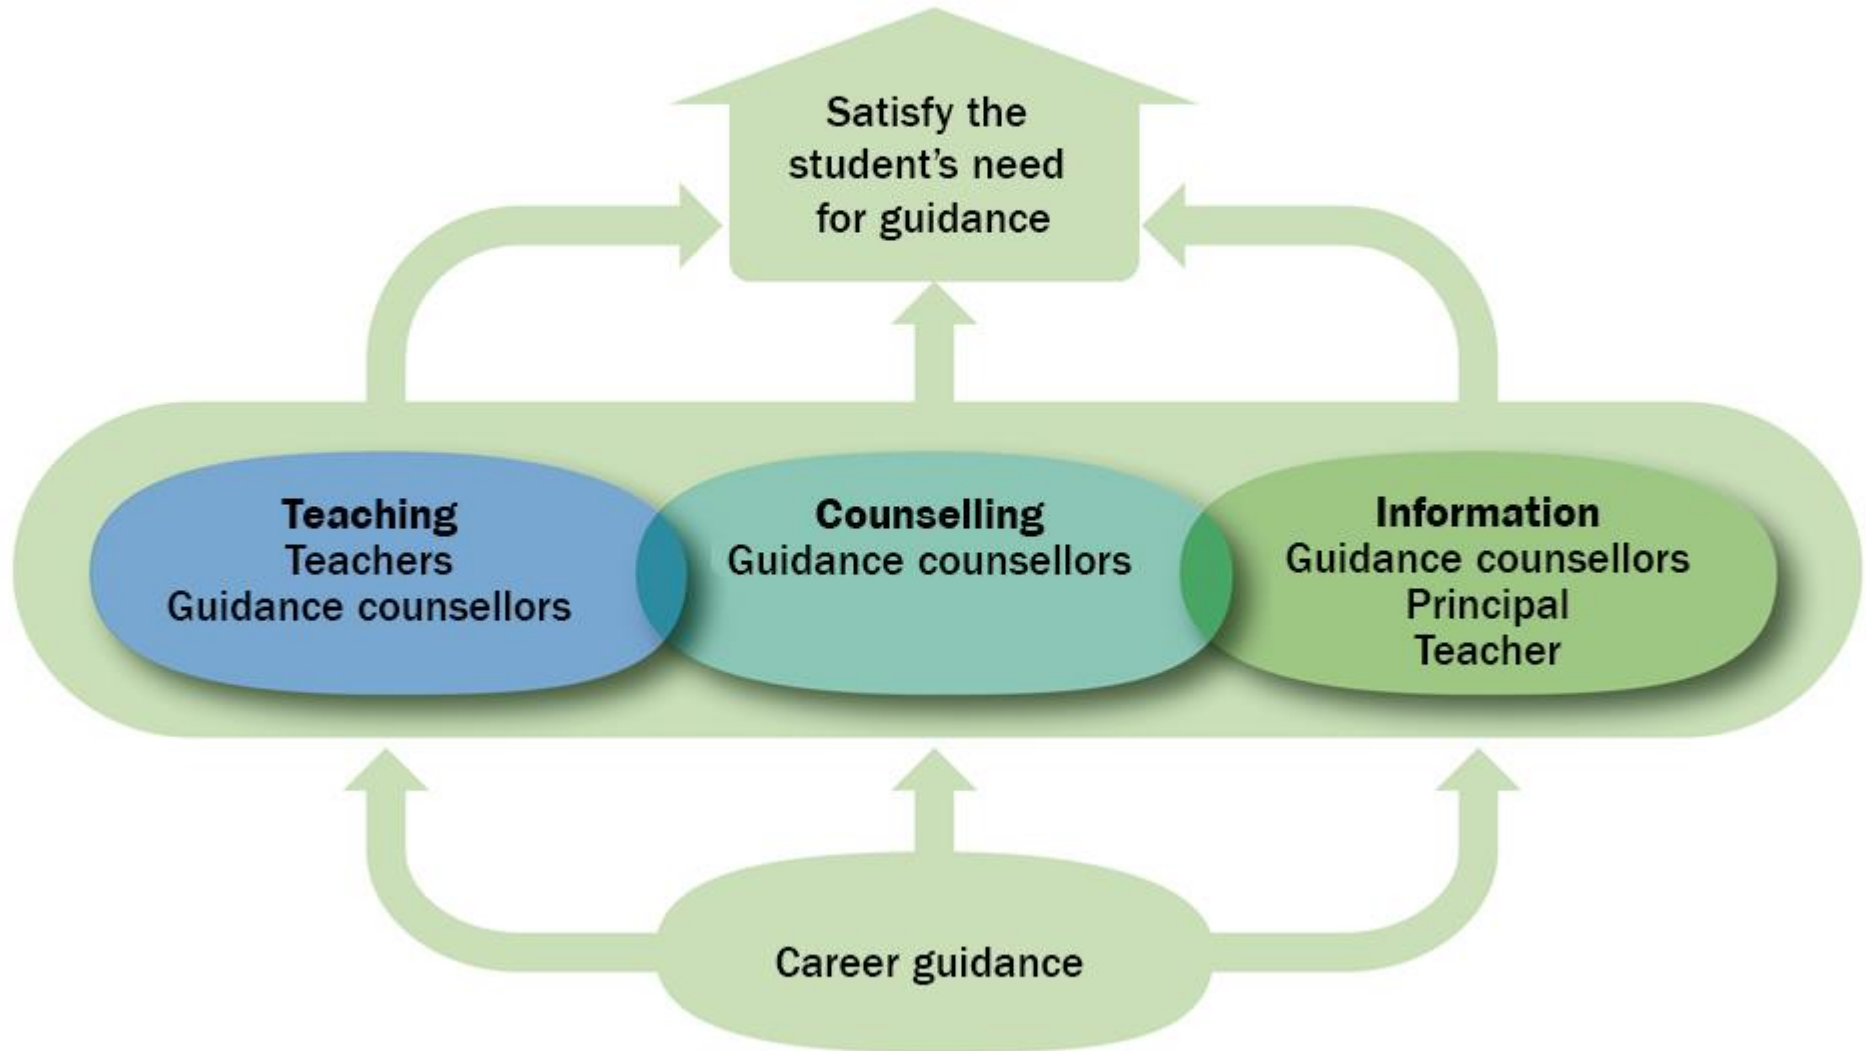 Satisfy the
student’s need
for guidance
Teaching
Teachers
Guidance counsellors
Counselling
Guidance counsellors
Information
Guidance counsellors
Principal
Teacher
Career guidance